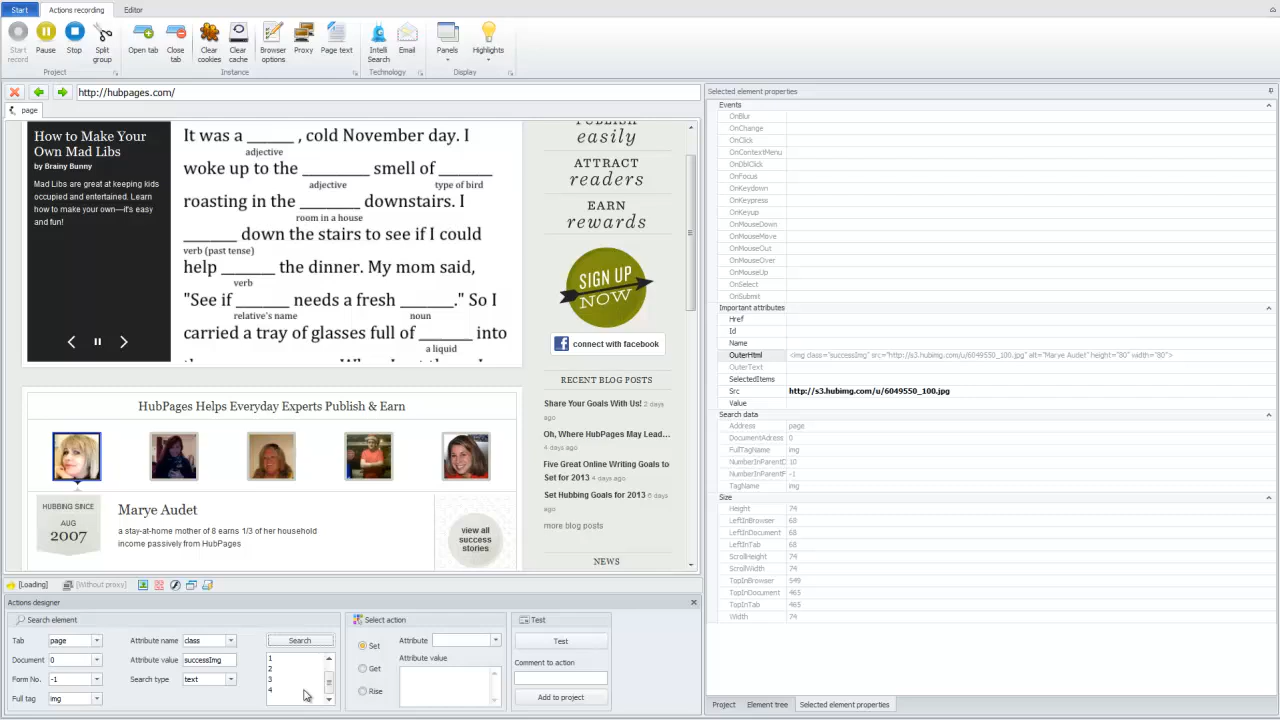 Start Actions recording Editor
Start record Pause Stop Split group Open tab Close tab Clear cookies Clear cache Browser options Proxy Page text Intelli Search Email Panels Highlights
Project Instance Technology Display
http://hubpages.com/
page
How to Make Your Own Mad Libs
by Brainy Bunny
Mad Libs are great at keeping kids
occupied and entertained. Learn
how to make your own—it's easy
and fun!
It was a ________ , cold November day. I
adjective
woke up to the ___________ smell of _________
adjective type of bird
roasting in the __________ downstairs. I
room in a house
_________ down the stairs to see if I could
verb (past tense)
help _________ the dinner. My mom said,
verb
"See if _________ needs a fresh _________." So I
relative's name noun
carried a tray of glasses full of _________ into
a liquid
easily
ATTRACT
readers
EARN
rewards
SIGN UP
NOW
connect with facebook
RECENT BLOG POSTS
Share Your Goals With Us! 2 days
ago
Oh, Where HubPages May Lead...
4 days ago
Five Great Online Writing Goals to
Set for 2013 4 days ago
Set Hubbing Goals for 2013 6 days
ago
more blog posts
NEWS
HubPages Helps Everyday Experts Publish & Earn
HUBBING SINCE
AUG
2007
Marye Audet
a stay-at-home mother of 8 earns 1/3 of her household
income passively from HubPages
view all
success
stories
[Loading] [Without proxy]
Actions designer
Search element
Tab page Attribute name class Search
Document 0 Attribute value successImg
Form No. -1 Search type text
Full tag img
1
2
3
4
Select action
Set Attribute
Get Attribute value
Rise
Test
Test
Comment to action
Add to project
Selected element properties
Events
OnBlur
OnChange
OnClick
OnContextMenu
OnDblClick
OnFocus
OnKeydown
OnKeypress
OnKeyup
OnMouseDown
OnMouseMove
OnMouseOut
OnMouseOver
OnMouseUp
OnSelect
OnSubmit
Important attributes
Href
Id
Name
OuterHtml <img class="successImg" src="http://s3.hubimg.com/u/6049550_100.jpg" alt="Marye Audet" height="80" width="80">
OuterText
SelectedItems
Src http://s3.hubimg.com/u/6049550_100.jpg
Value
Search data
Address page
DocumentAdress 0
FullTagName img
NumberInParentD 10
NumberInParentF -1
TagName img
Size
Height 74
LeftInBrowser 68
LeftInDocument 68
LeftInTab 68
ScrollHeight 74
ScrollWidth 74
TopInBrowser 549
TopInDocument 465
TopInTab 465
Width 74
Project Element tree Selected element properties